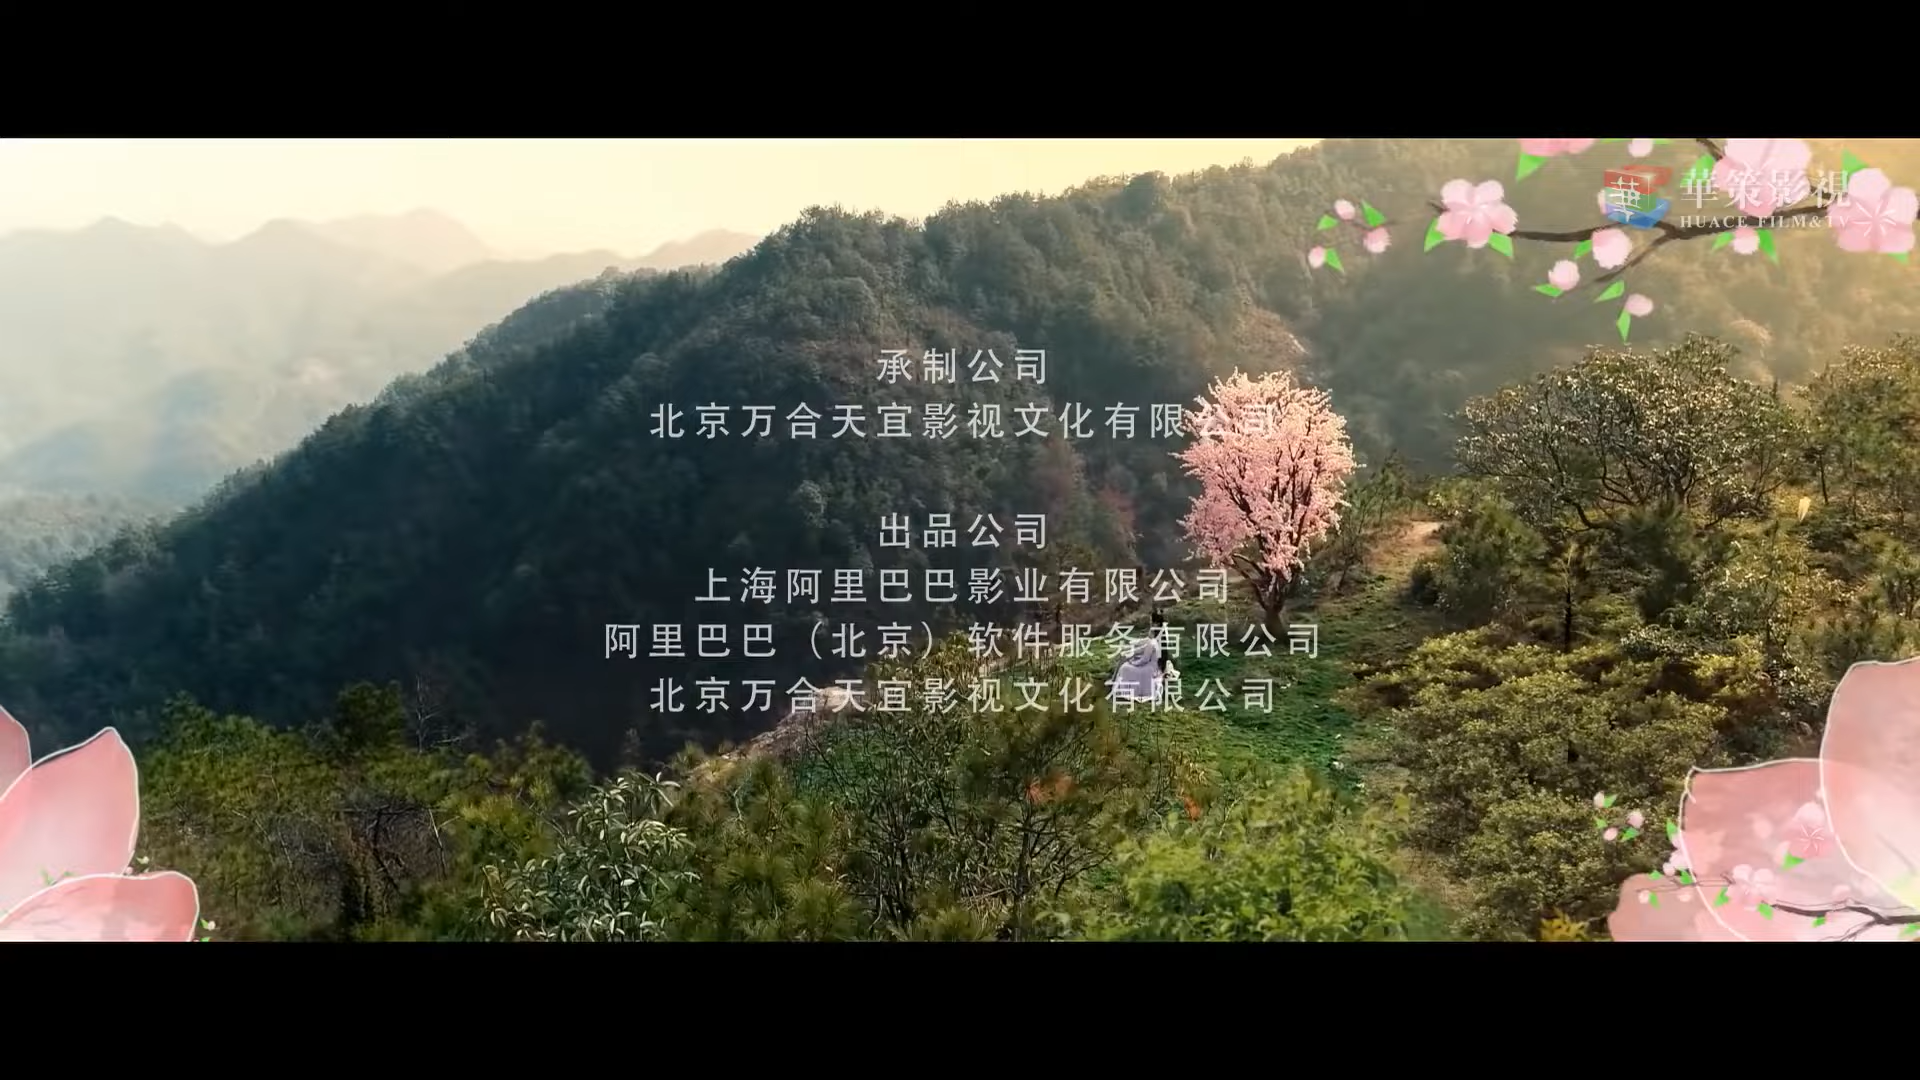 華策影視
HUACE FILM&TV
承制公司
北京万合天宜影视文化有限公司
出品公司
上海阿里巴巴影业有限公司
阿里巴巴（北京）软件服务有限公司
北京万合天宜影视文化有限公司